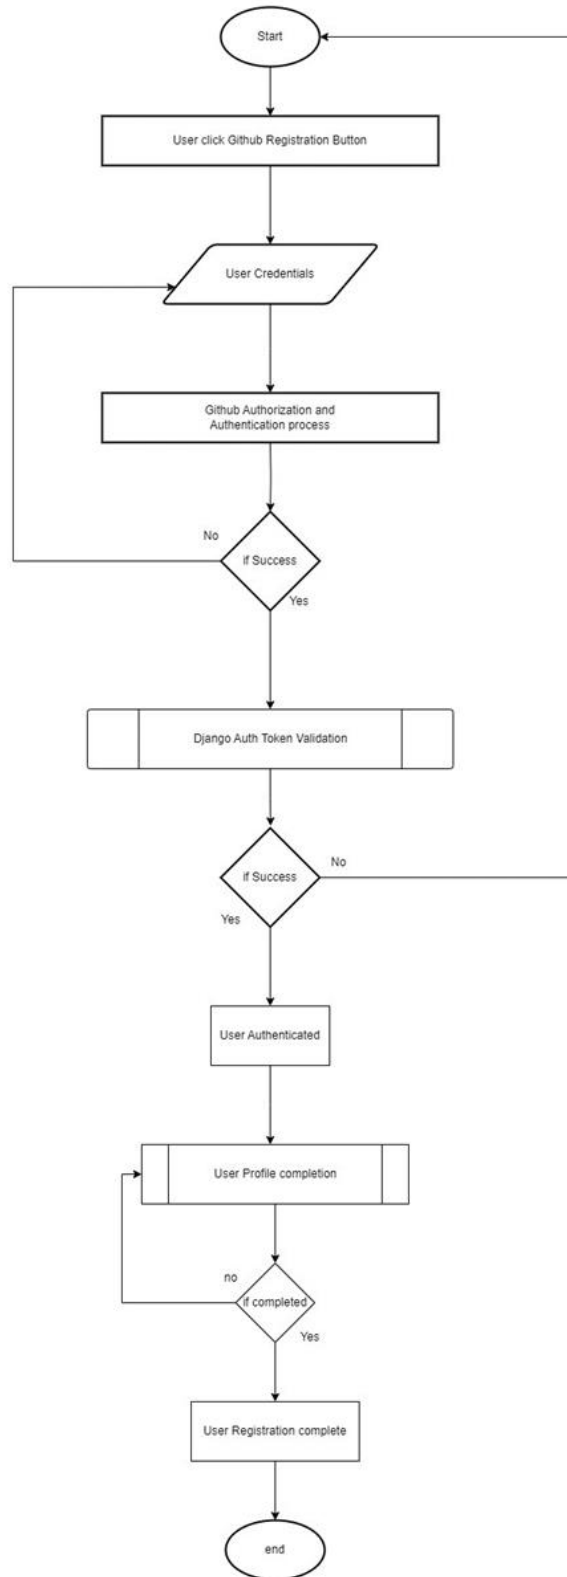 Start
User click Github Registration Button
User Credentials
Github Authorization and
Authentication process
No
if Success
Yes
Django Auth Token Validation
No
if Success
Yes
User Authenticated
User Profile completion
no
if completed
Yes
User Registration complete
end